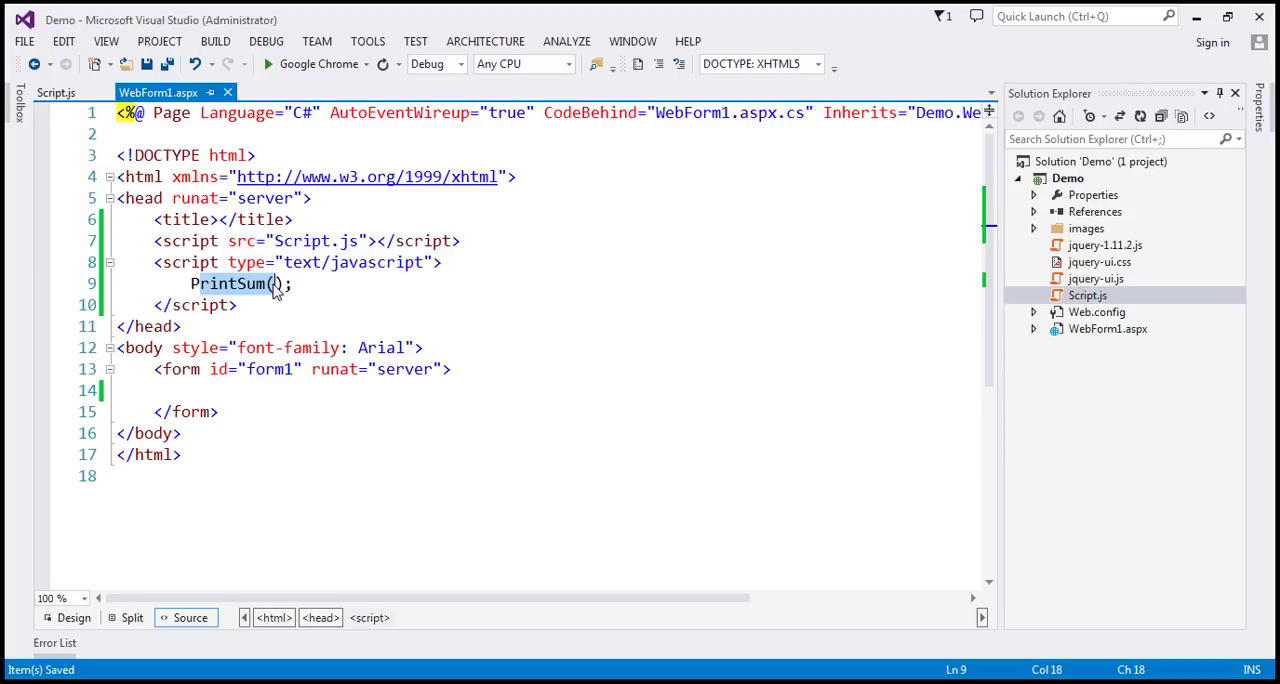 Demo - Microsoft Visual Studio (Administrator)
1
Quick Launch (Ctrl+Q)
FILE EDIT VIEW PROJECT BUILD DEBUG TEAM TOOLS TEST ARCHITECTURE ANALYZE WINDOW HELP
Sign in
Google Chrome Debug Any CPU DOCTYPE: XHTML5
Toolbox
Script.js WebForm1.aspx
1 <%@ Page Language="C#" AutoEventWireup="true" CodeBehind="WebForm1.aspx.cs" Inherits="Demo.We
2
3 <!DOCTYPE html>
4 <html xmlns="http://www.w3.org/1999/xhtml">
5 <head runat="server">
6 <title></title>
7 <script src="Script.js"></script>
8 <script type="text/javascript">
9 PrintSum();
10 </script>
11 </head>
12 <body style="font-family: Arial">
13 <form id="form1" runat="server">
14
15 </form>
16 </body>
17 </html>
18
100 %
Design Split Source <html> <head> <script>
Error List
Solution Explorer
Search Solution Explorer (Ctrl+;)
Solution 'Demo' (1 project)
Demo
Properties
References
images
jquery-1.11.2.js
jquery-ui.css
jquery-ui.js
Script.js
Web.config
WebForm1.aspx
Properties
Item(s) Saved Ln 9 Col 18 Ch 18 INS